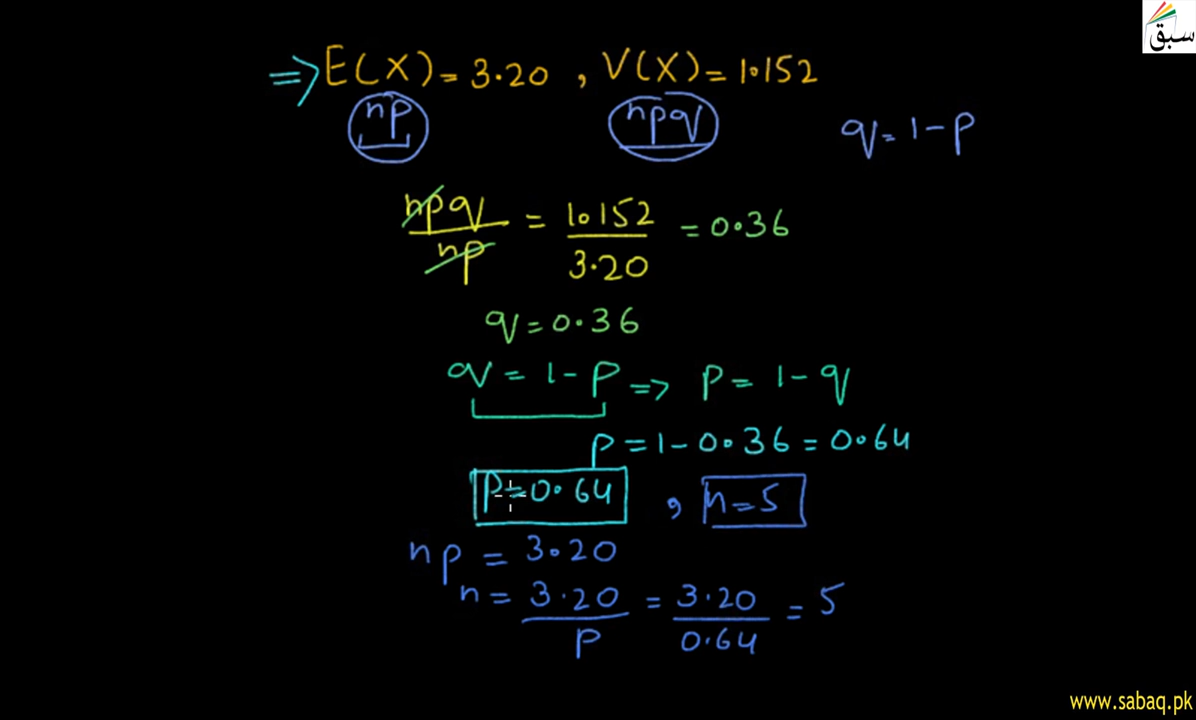 سبق
=> E(X) = 3.20 , V(X) = 1.152
np npq q = 1 - p
npq/np = 1.152/3.20 = 0.36
q = 0.36
q = 1 - p => p = 1 - q
p = 1 - 0.36 = 0.64
p = 0.64 , n = 5
np = 3.20
n = 3.20/p = 3.20/0.64 = 5
www.sabaq.pk